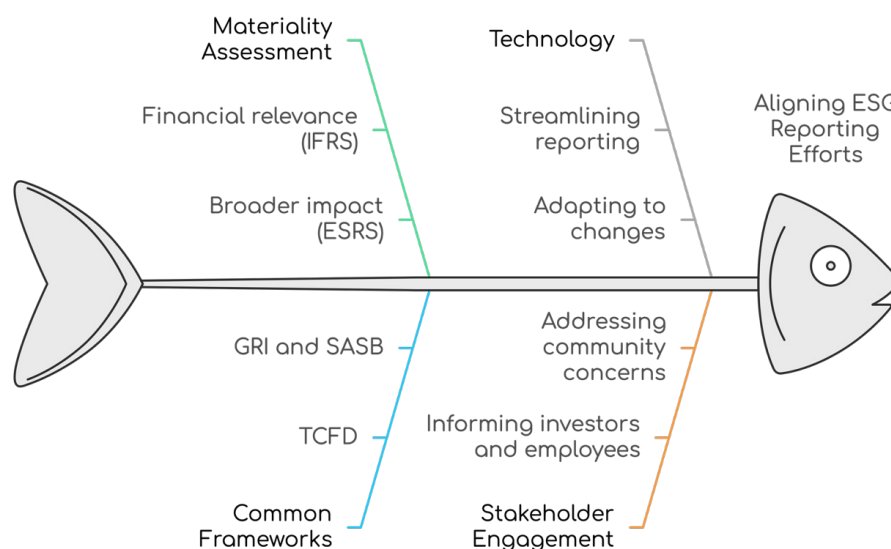 Materiality
Assessment
Financial relevance
(IFRS)
Broader impact
(ESRS)
Technology
Streamlining
reporting
Adapting to
changes
Aligning ESG
Reporting
Efforts
GRI and SASB
TCFD
Common
Frameworks
Addressing
community
concerns
Informing investors
and employees
Stakeholder
Engagement